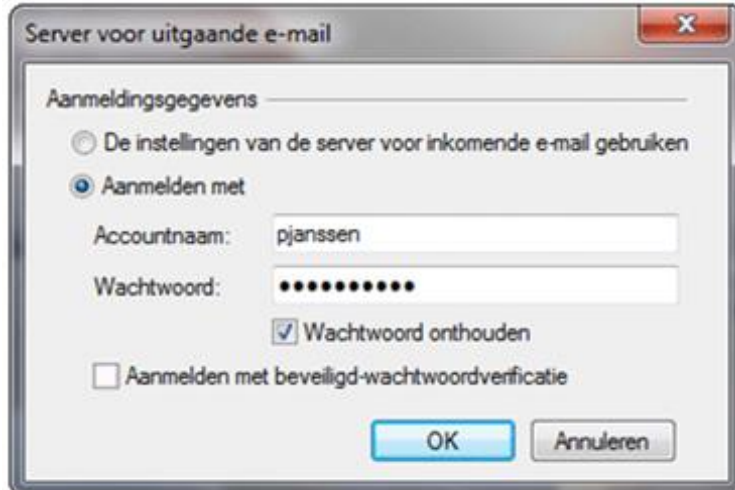 Server voor uitgaande e-mail
Aanmeldingsgegevens
De instellingen van de server voor inkomende e-mail gebruiken
Aanmelden met
Accountnaam: pjanssen
Wachtwoord: ●●●●●●●●●●
Wachtwoord onthouden
Aanmelden met beveiligd-wachtwoordverificatie
OK Annuleren